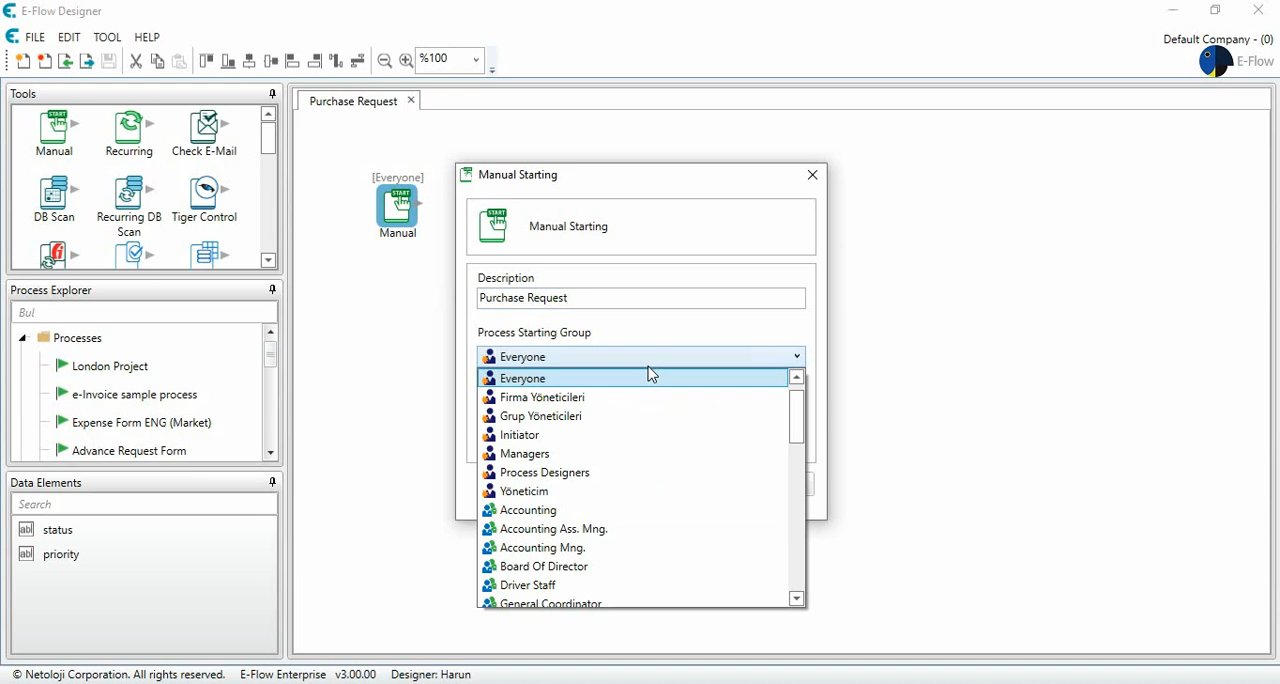 E-Flow Designer
FILE EDIT TOOL HELP
Default Company - (0)
%100
E-Flow
Tools
Manual
Recurring
Check E-Mail
DB Scan
Recurring DB Scan
Tiger Control
Process Explorer
Bul
Processes
London Project
e-Invoice sample process
Expense Form ENG (Market)
Advance Request Form
Data Elements
Search
status
priority
Purchase Request
[Everyone]
START
Manual
Manual Starting
START
Manual Starting
Description
Purchase Request
Process Starting Group
Everyone
Everyone
Firma Yöneticileri
Grup Yöneticileri
Initiator
Managers
Process Designers
Yöneticim
Accounting
Accounting Ass. Mng.
Accounting Mng.
Board Of Director
Driver Staff
General Coordinator
© Netoloji Corporation. All rights reserved. E-Flow Enterprise v3.00.00 Designer: Harun